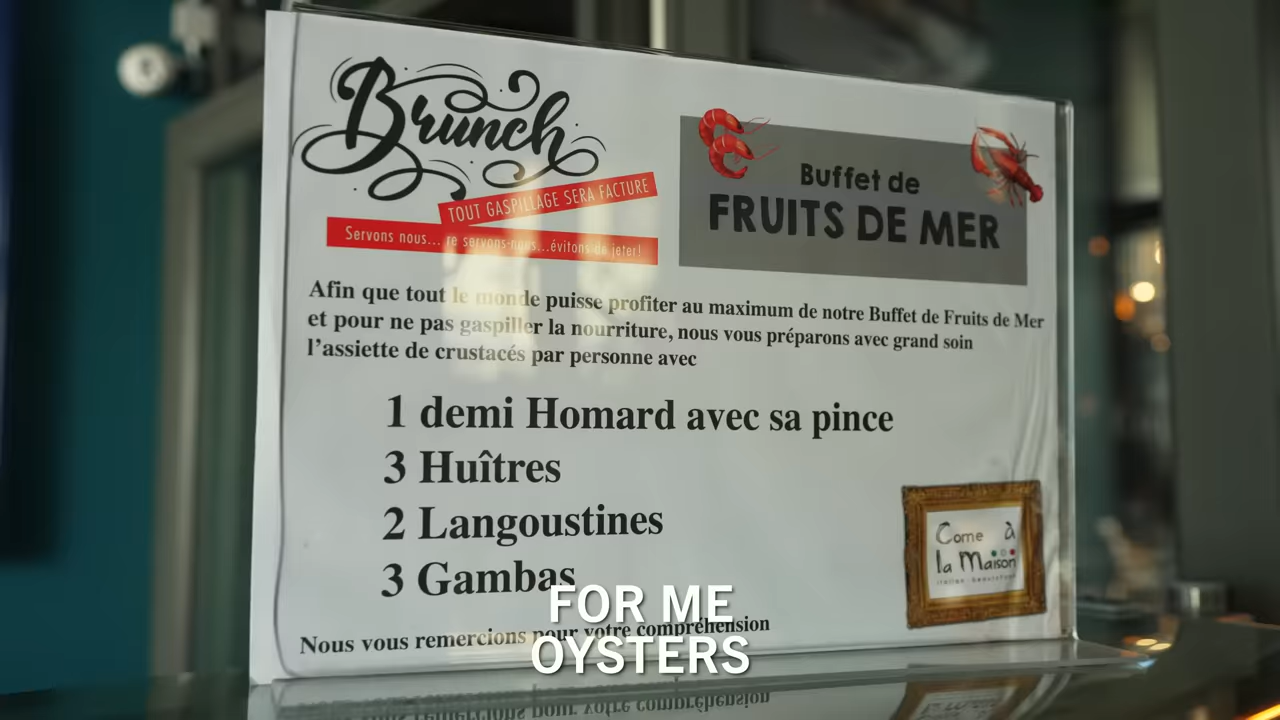 Brunch
TOUT GASPILLAGE SERA FACTURE
Servons nous... re servons-nous...évitons de jeter!
Buffet de
FRUITS DE MER
Afin que tout le monde puisse profiter au maximum de notre Buffet de Fruits de Mer
et pour ne pas gaspiller la nourriture, nous vous préparons avec grand soin
l'assiette de crustacés par personne avec
1 demi Homard avec sa pince
3 Huîtres
2 Langoustines
3 Gambas
Come à
la Maison
Nous vous remercions pour votre compréhension
FOR ME
OYSTERS